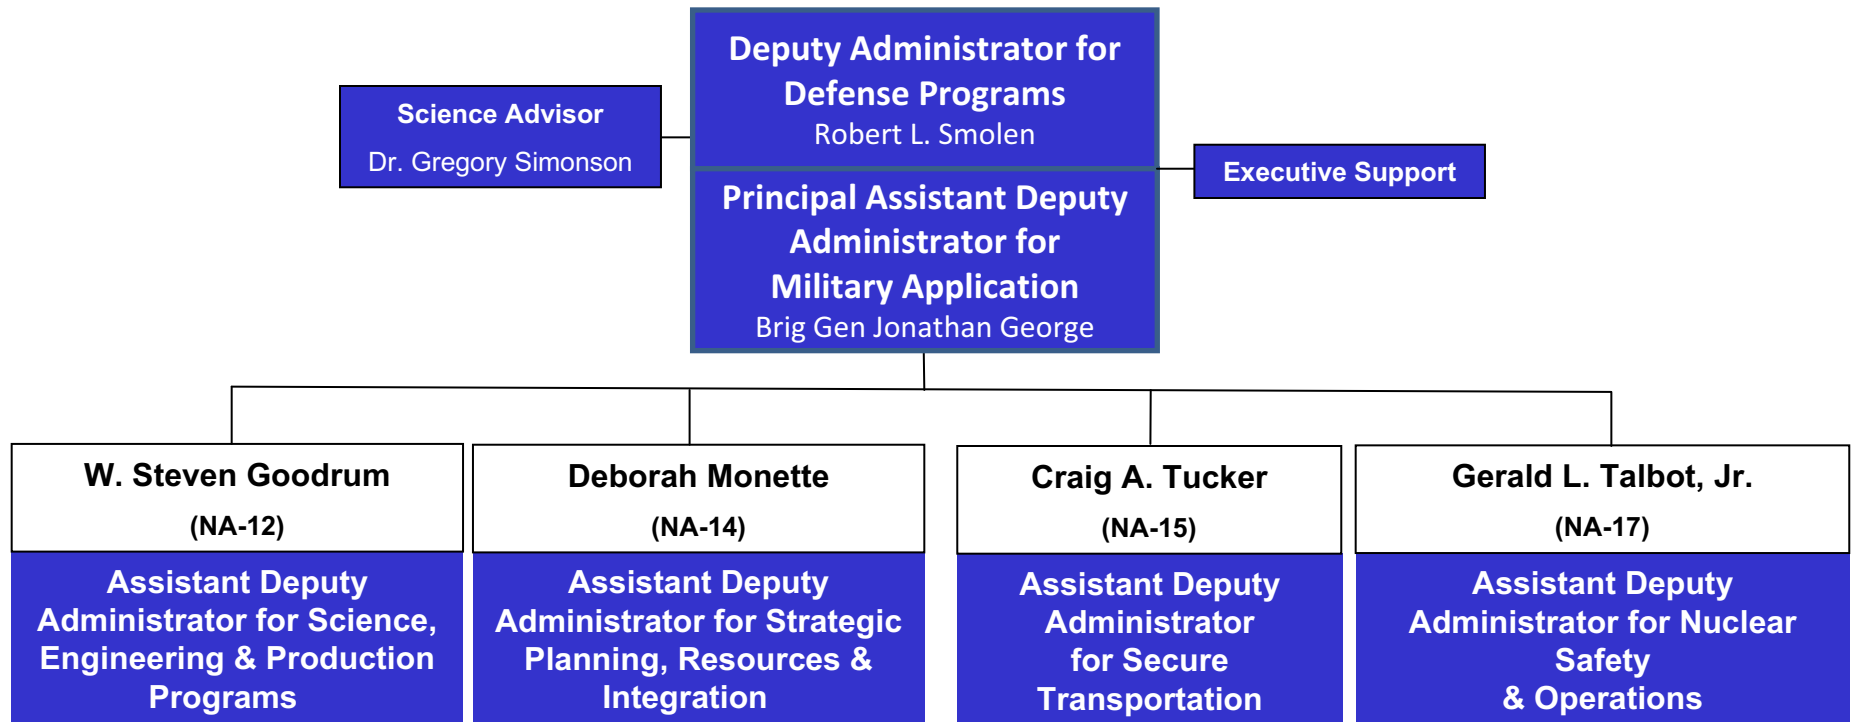 Deputy Administrator for
Defense Programs
Robert L. Smolen
Science Advisor
Dr. Gregory Simonson
Executive Support
Principal Assistant Deputy
Administrator for
Military Application
Brig Gen Jonathan George
W. Steven Goodrum
(NA-12)
Assistant Deputy
Administrator for Science,
Engineering & Production
Programs
Deborah Monette
(NA-14)
Assistant Deputy
Administrator for Strategic
Planning, Resources &
Integration
Craig A. Tucker
(NA-15)
Assistant Deputy
Administrator
for Secure
Transportation
Gerald L. Talbot, Jr.
(NA-17)
Assistant Deputy
Administrator for Nuclear
Safety
& Operations